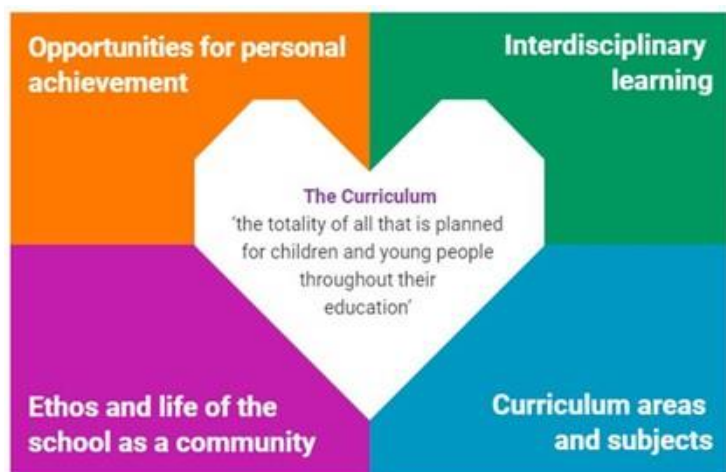 Opportunities for personal
achievement
Interdisciplinary
learning
The Curriculum
‘the totality of all that is planned
for children and young people
throughout their
education’
Ethos and life of the
school as a community
Curriculum areas
and subjects